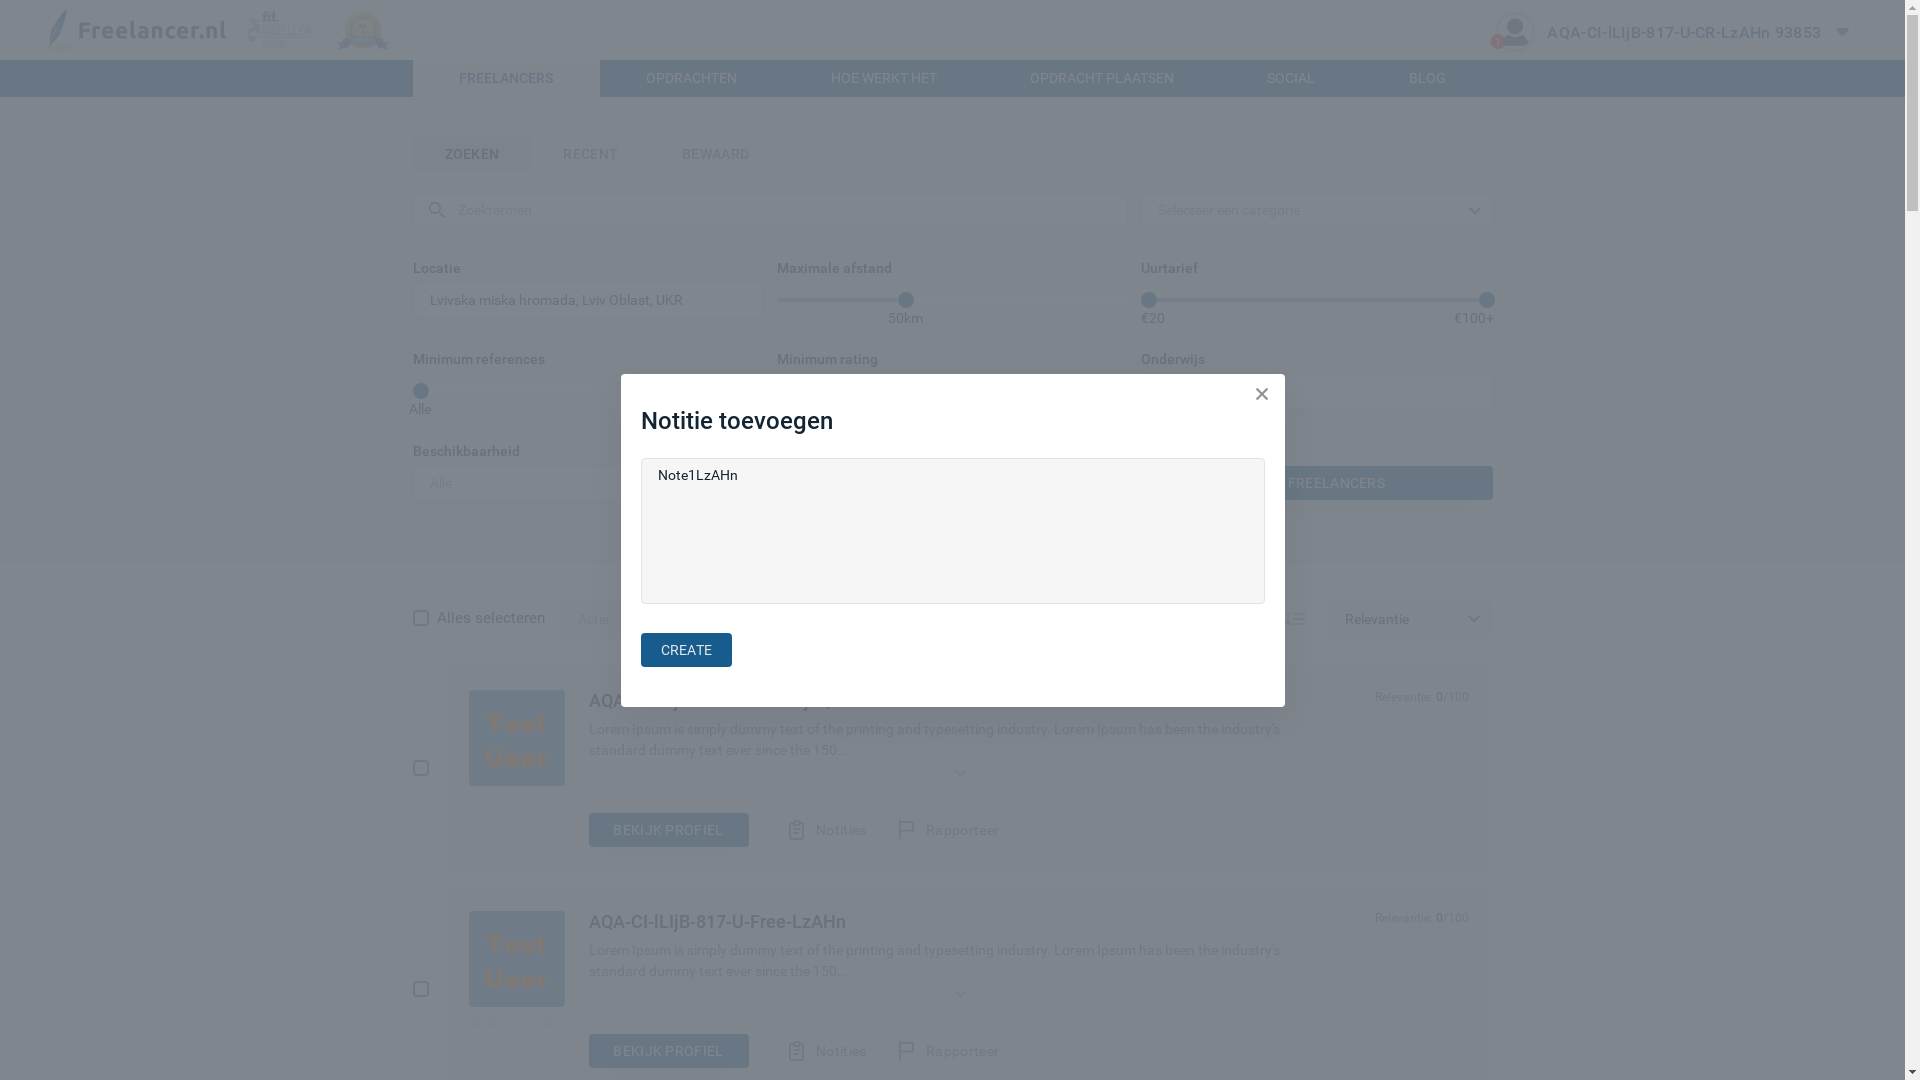 Freelancer.nl
fd.
AQA-CI-lLIjB-817-U-CR-LzAHn 93853
FREELANCERS
OPDRACHTEN
HOE WERKT HET
OPDRACHT PLAATSEN
SOCIAL
BLOG
ZOEKEN
RECENT
BEWAARD
Zoektermen
Selecteer een categorie
Locatie
Maximale afstand
Uurtarief
Lvivska miska hromada, Lviv Oblast, UKR
50km
€20
€100+
Minimum references
Minimum rating
Onderwijs
Alle
Notitie toevoegen
Beschikbaarheid
Note1LzAHn
Alle
FREELANCERS
Alles selecteren
Actie
Relevantie
CREATE
Relevantie: 0/100
Lorem Ipsum is simply dummy text of the printing and typesetting industry. Lorem Ipsum has been the industry's
standard dummy text ever since the 150...
Test
User
BEKIJK PROFIEL
Notities
Rapporteer
AQA-CI-lLIjB-817-U-Free-LzAHn
Relevantie: 0/100
Lorem Ipsum is simply dummy text of the printing and typesetting industry. Lorem Ipsum has been the industry's
standard dummy text ever since the 150...
Test
User
BEKIJK PROFIEL
Notities
Rapporteer